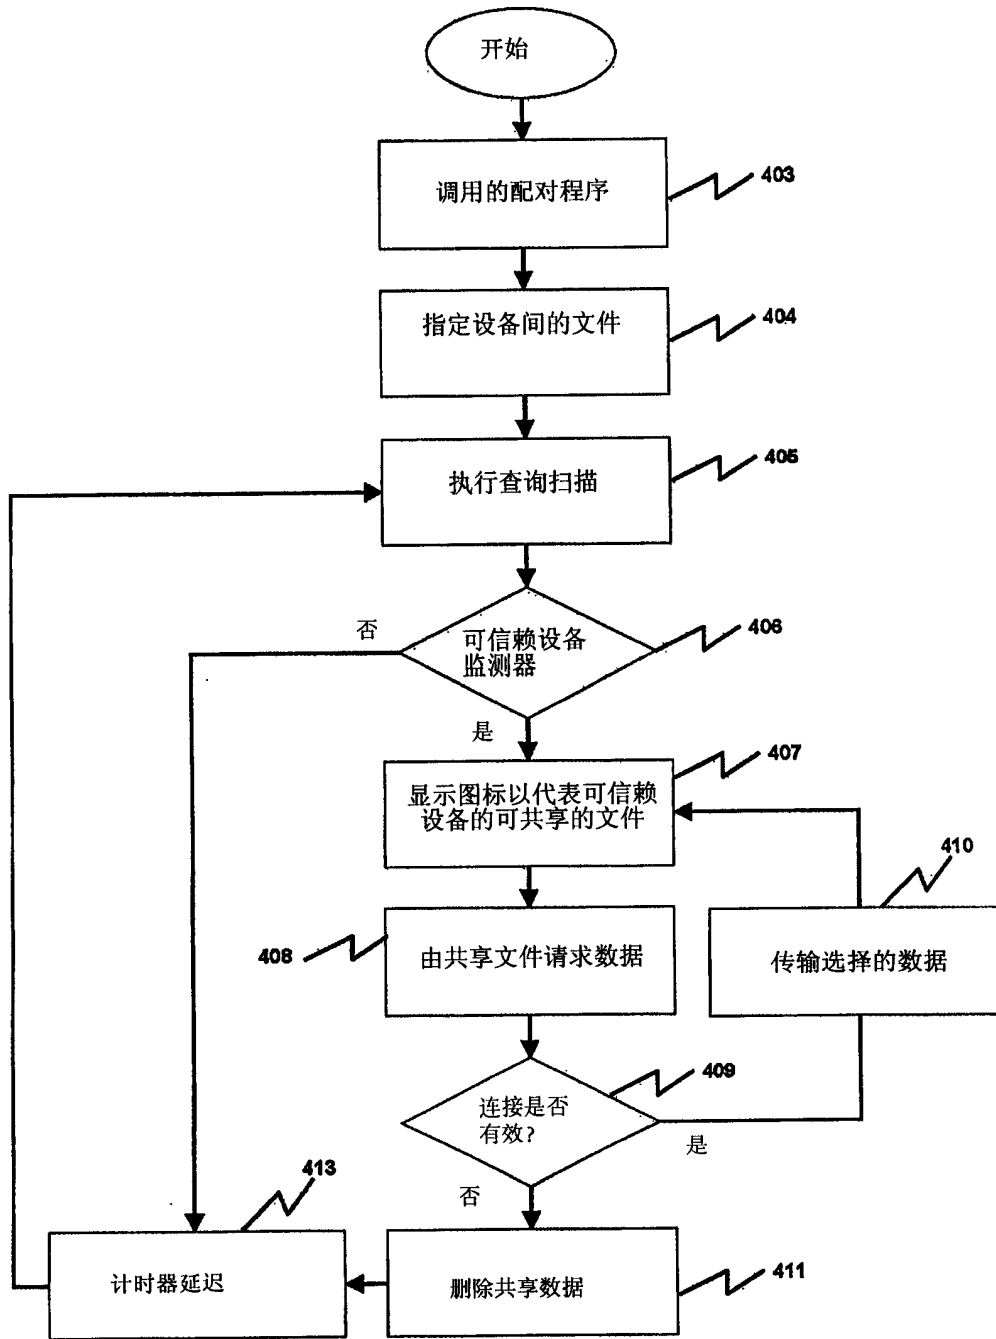 开始
调用的配对程序
403
指定设备间的文件
404
执行查询扫描
405
否
可信赖设备
监测器
406
是
407
显示图标以代表可信赖
设备的可共享的文件
410
408
由共享文件请求数据
传输选择的数据
409
连接是否
有效?
是
413
否
计时器延迟
删除共享数据
411